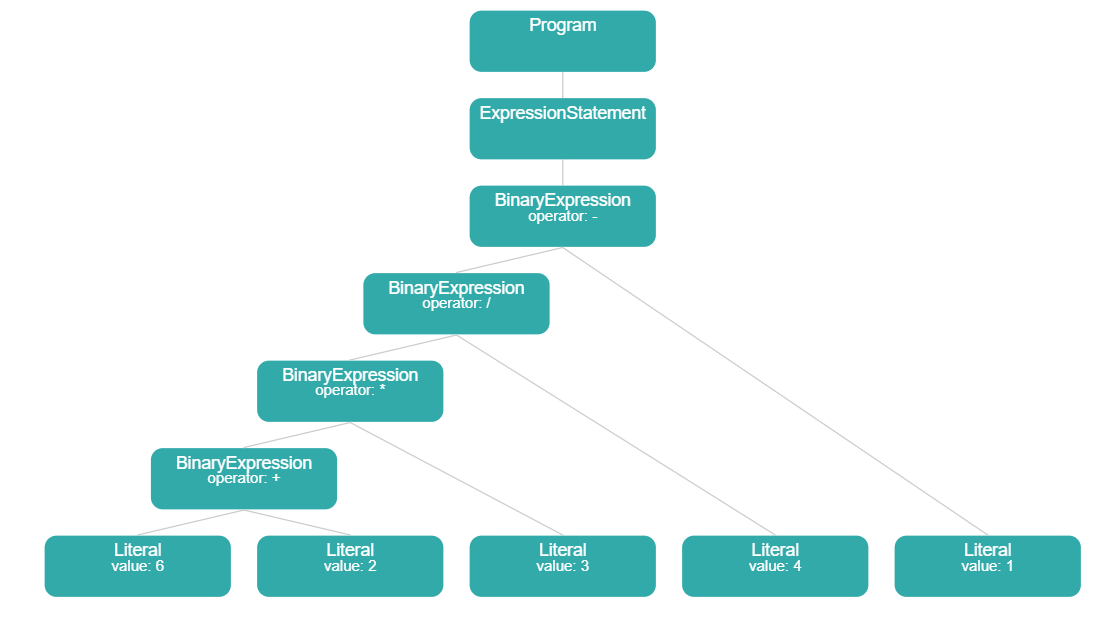 Program
ExpressionStatement
BinaryExpression
operator: -
BinaryExpression
operator: /
BinaryExpression
operator: *
BinaryExpression
operator: +
Literal
value: 6
Literal
value: 2
Literal
value: 3
Literal
value: 4
Literal
value: 1